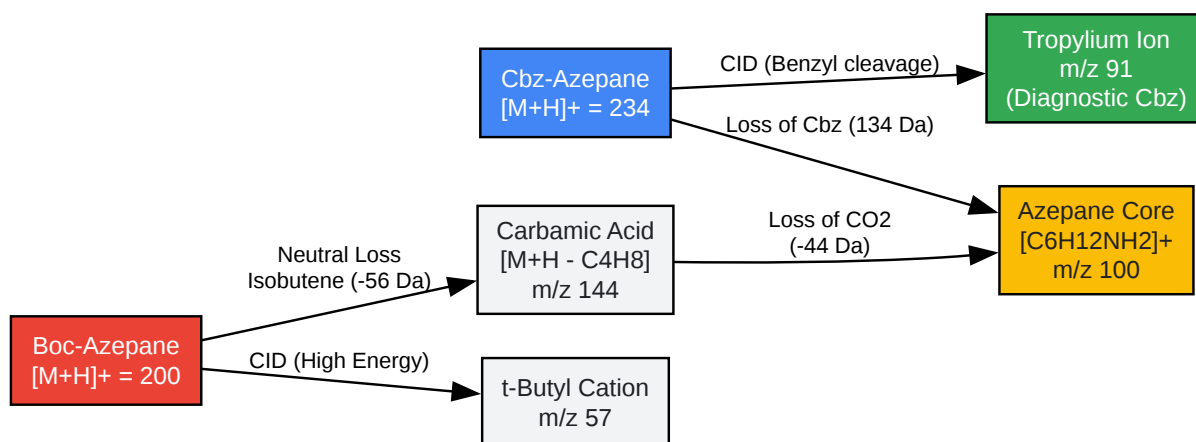 Cbz-Azepane
[M+H]+ = 234
CID (Benzyl cleavage)
Tropylium Ion
m/z 91
(Diagnostic Cbz)
Loss of Cbz (134 Da)
Azepane Core
[C6H12NH2]+
m/z 100
Carbamic Acid
[M+H - C4H8]
m/z 144
Loss of CO2
(-44 Da)
Neutral Loss
Isobutene (-56 Da)
Boc-Azepane
[M+H]+ = 200
CID (High Energy)
t-Butyl Cation
m/z 57